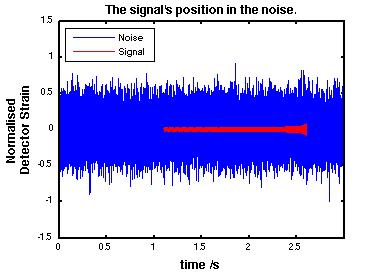 The signal's position in the noise.
Noise
Signal
Normalised
Detector Strain
1.5
1
0.5
0
-0.5
-1
-1.5
0
0.5
1
1.5
2
2.5
time /s